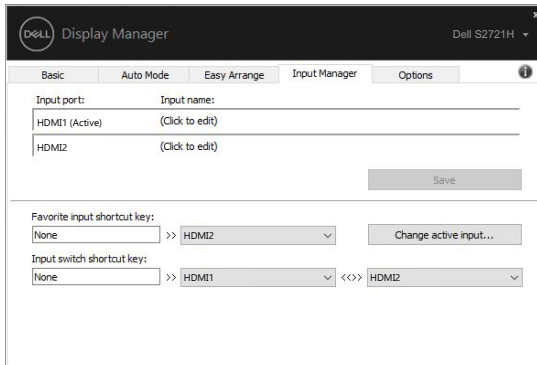 DELL Display Manager Dell S2721H
Basic Auto Mode Easy Arrange Input Manager Options
Input port: Input name:
HDMI1 (Active) (Click to edit)
HDMI2 (Click to edit)
Save
Favorite input shortcut key:
None >> HDMI2 Change active input...
Input switch shortcut key:
None >> HDMI1 <<>> HDMI2